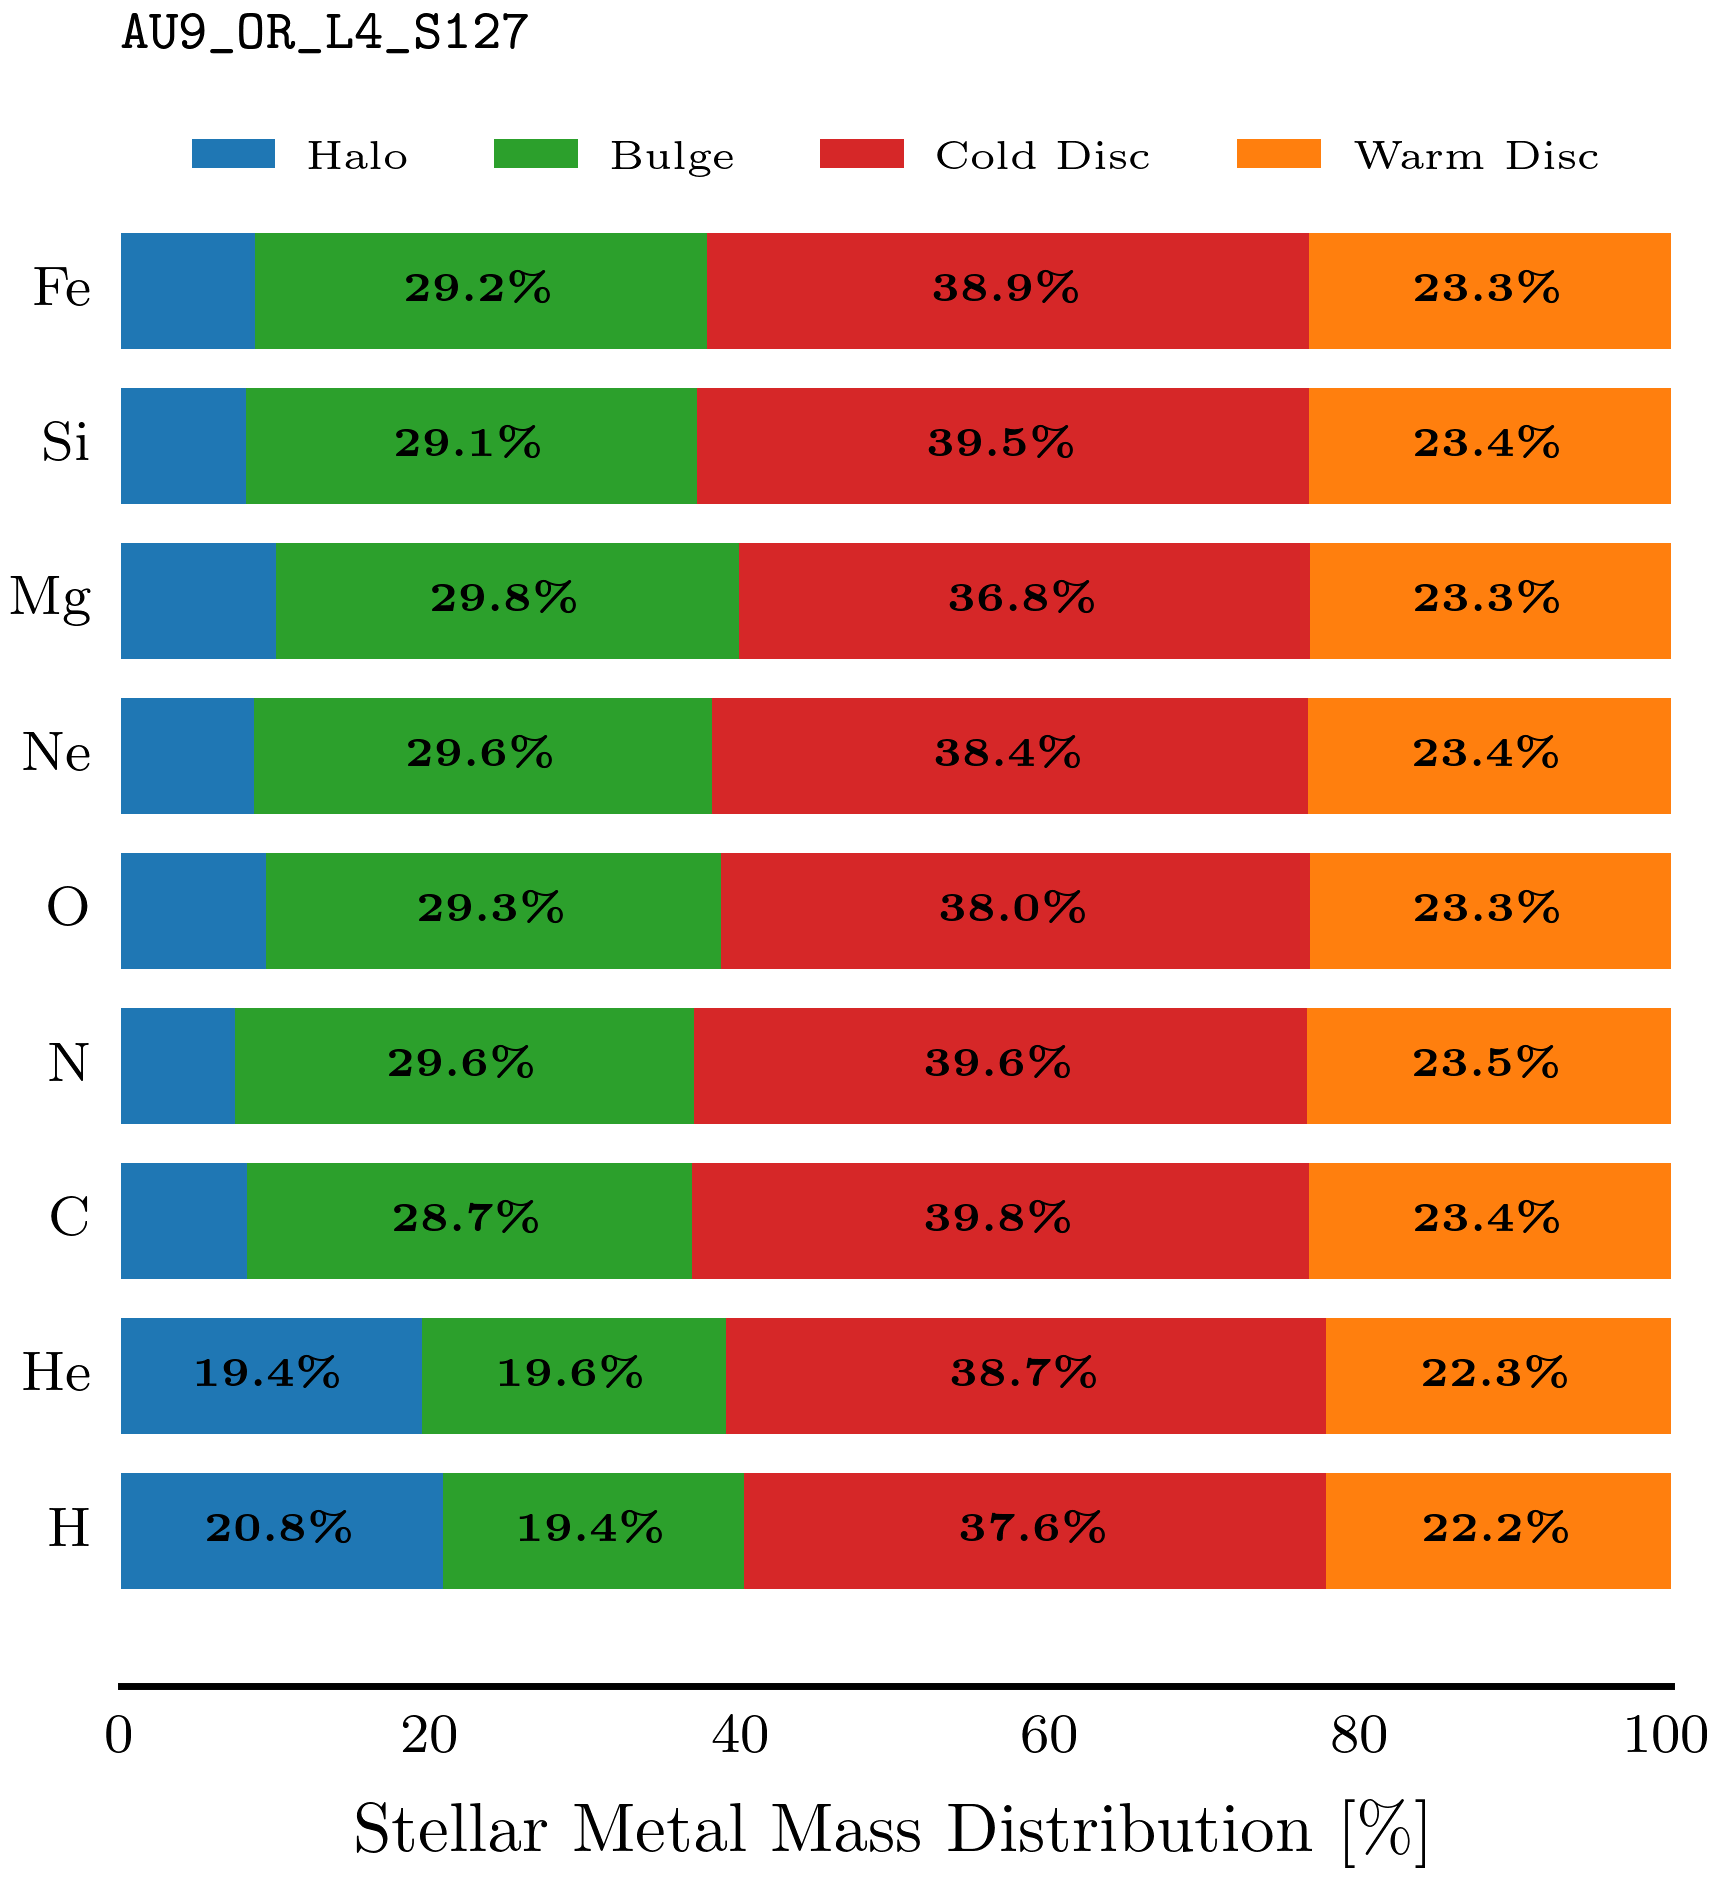 AU9_OR_L4_S127
Halo Bulge Cold Disc Warm Disc
Fe 29.2% 38.9% 23.3%
Si 29.1% 39.5% 23.4%
Mg 29.8% 36.8% 23.3%
Ne 29.6% 38.4% 23.4%
O 29.3% 38.0% 23.3%
N 29.6% 39.6% 23.5%
C 28.7% 39.8% 23.4%
He 19.4% 19.6% 38.7% 22.3%
H 20.8% 19.4% 37.6% 22.2%
0 20 40 60 80 100
Stellar Metal Mass Distribution [%]